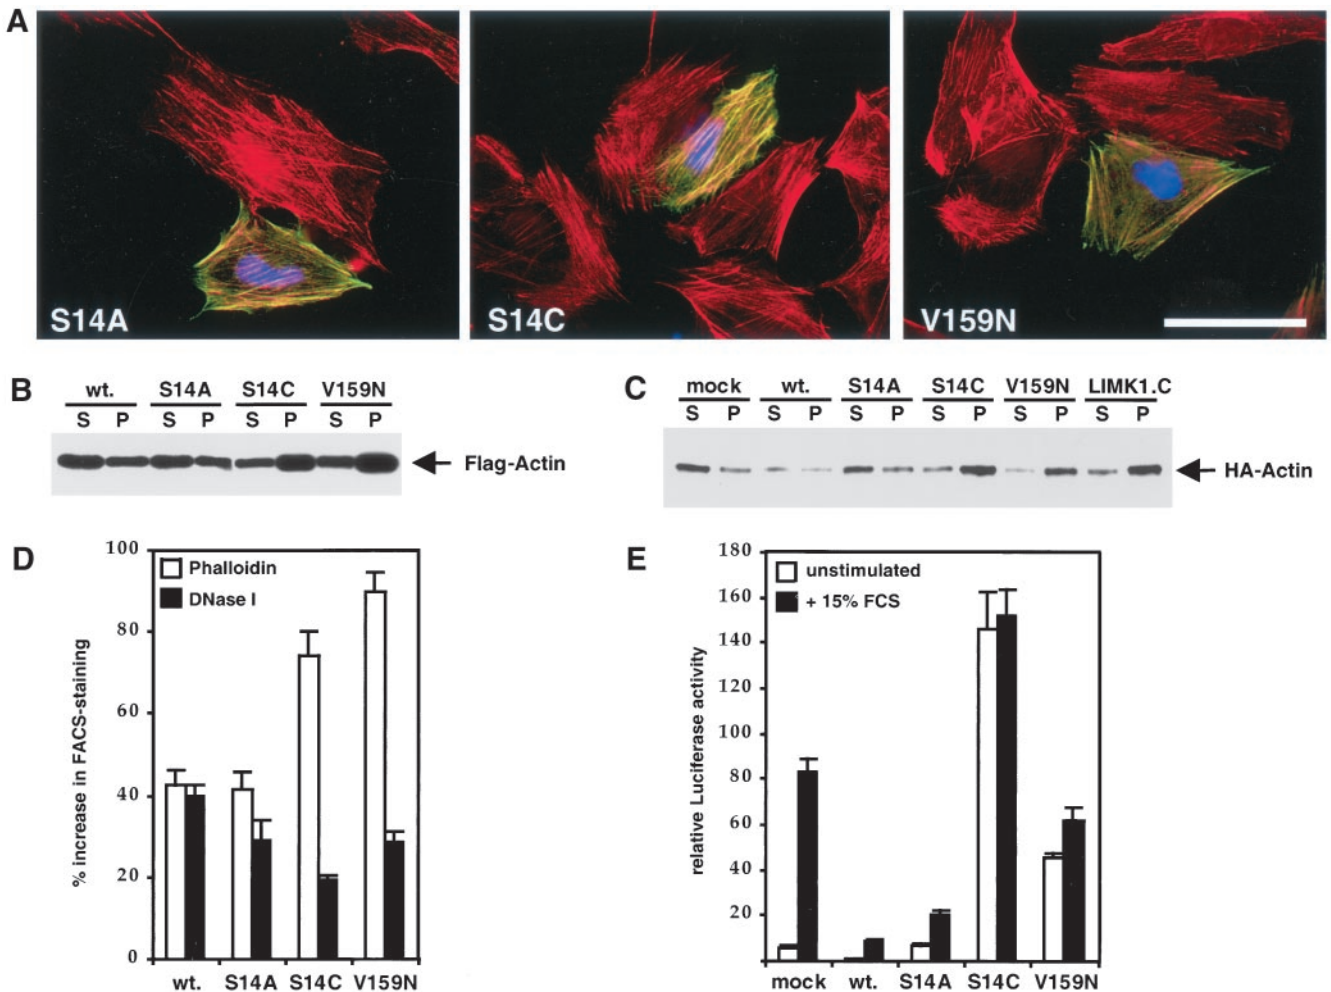 A
S14A
S14C
V159N
B
wt. S14A S14C V159N
S P S P S P S P
Flag-Actin
C
mock wt. S14A S14C V159N LIMK1.C
S P S P S P S P S P S P
HA-Actin
D
% increase in FACS-staining
100
80
60
40
20
0
Phalloidin
DNase I
wt. S14A S14C V159N
E
relative Luciferase activity
180
160
140
120
100
80
60
40
20
unstimulated
+ 15% FCS
mock wt. S14A S14C V159N